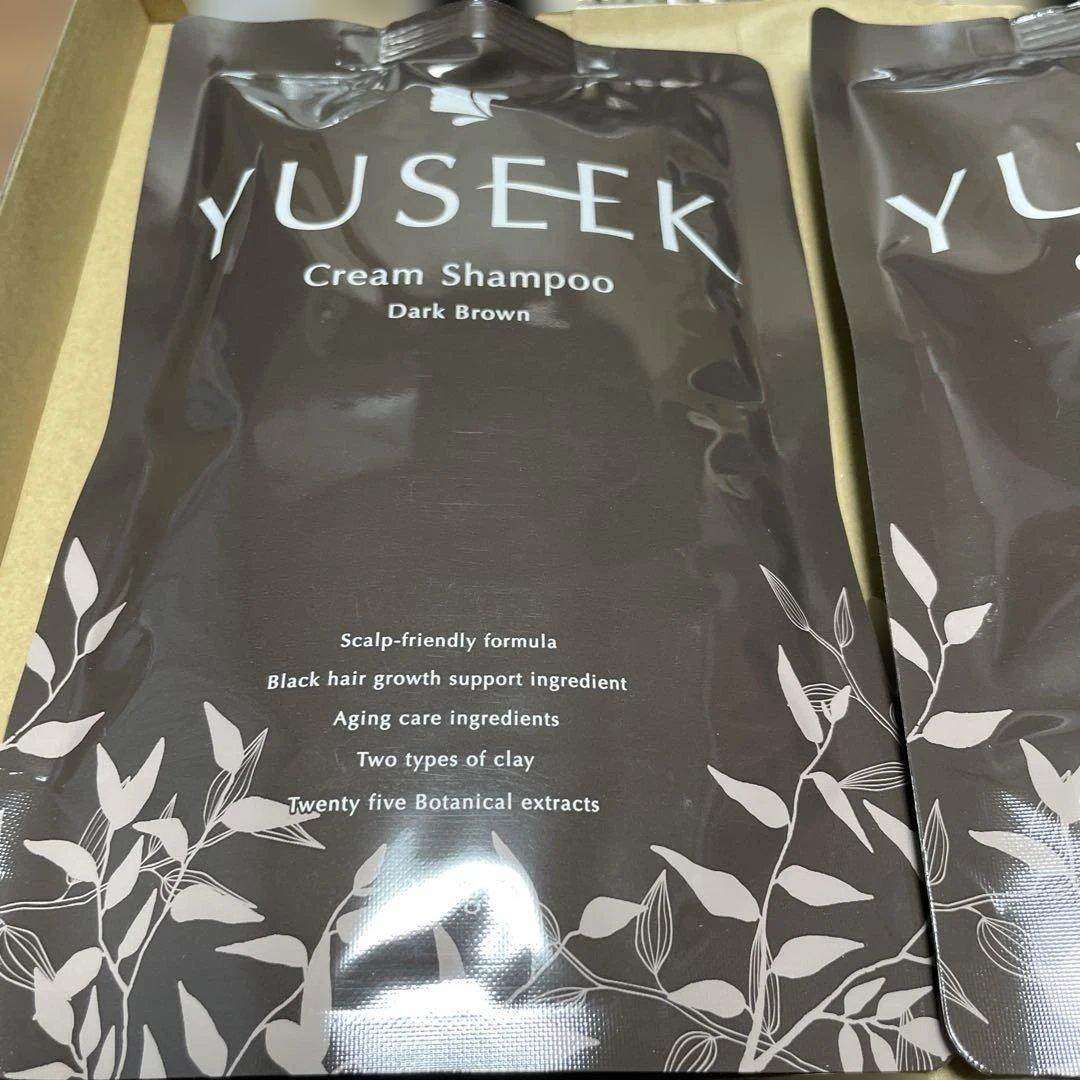 YUSEEK
Cream Shampoo
Dark Brown
Scalp-friendly formula
Black hair growth support ingredient
Aging care ingredients
Two types of clay
Twenty five Botanical extracts
YU